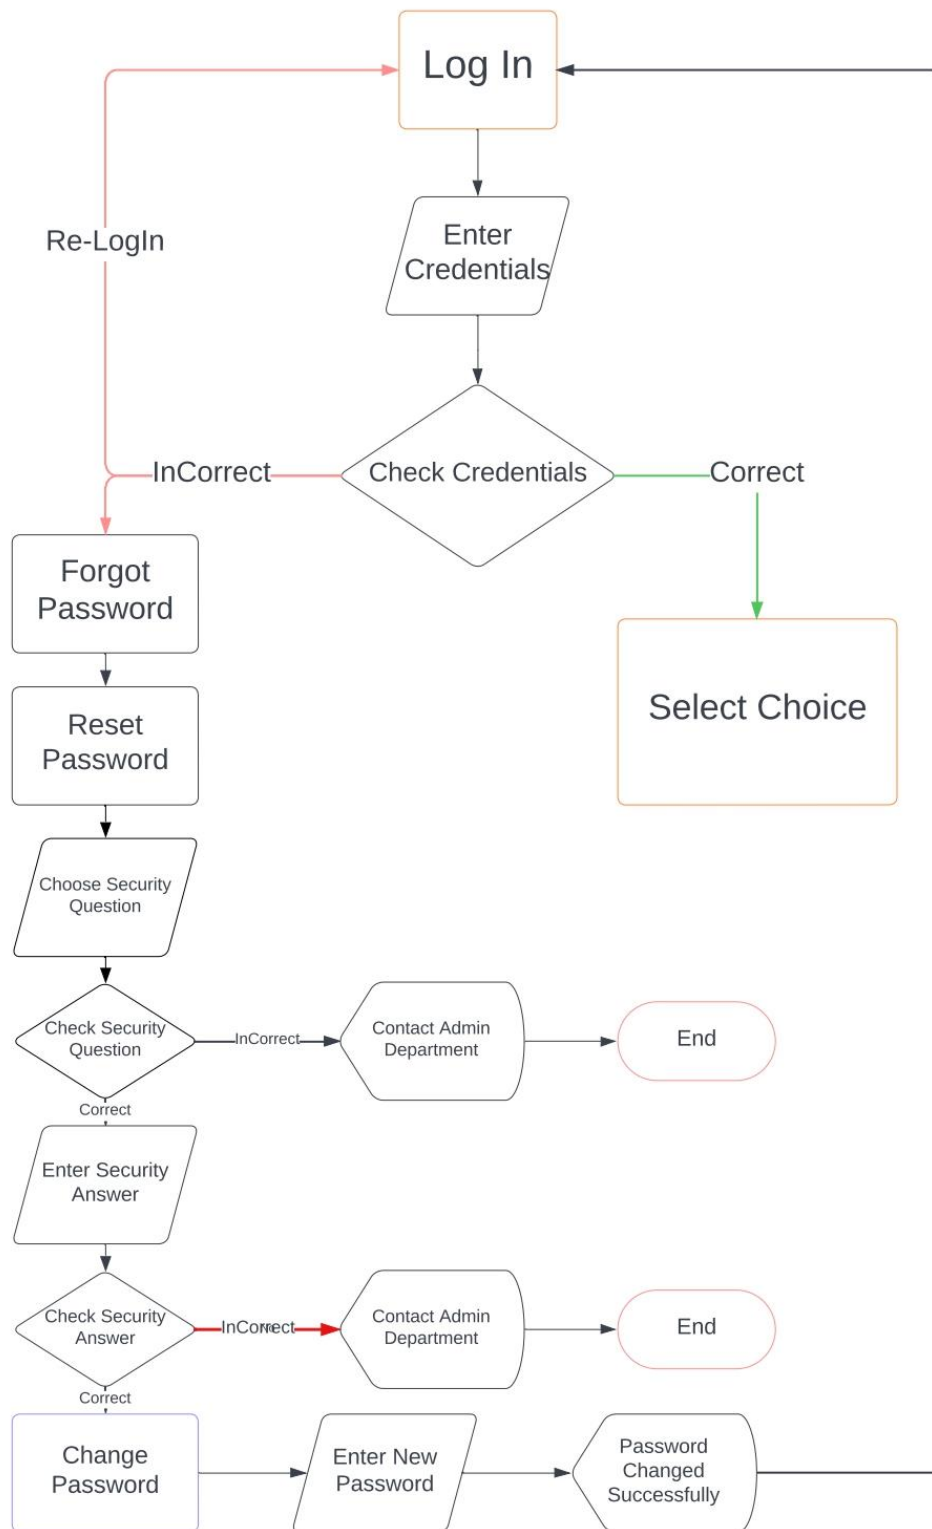 Log In
Re-LogIn
Enter
Credentials
InCorrect
Check Credentials
Correct
Forgot
Password
Select Choice
Reset
Password
Choose Security
Question
Check Security
Question
InCorrect
Contact Admin
Department
End
Correct
Enter Security
Answer
Check Security
Answer
InCorrect
Contact Admin
Department
End
Correct
Change
Password
Enter New
Password
Password
Changed
Successfully